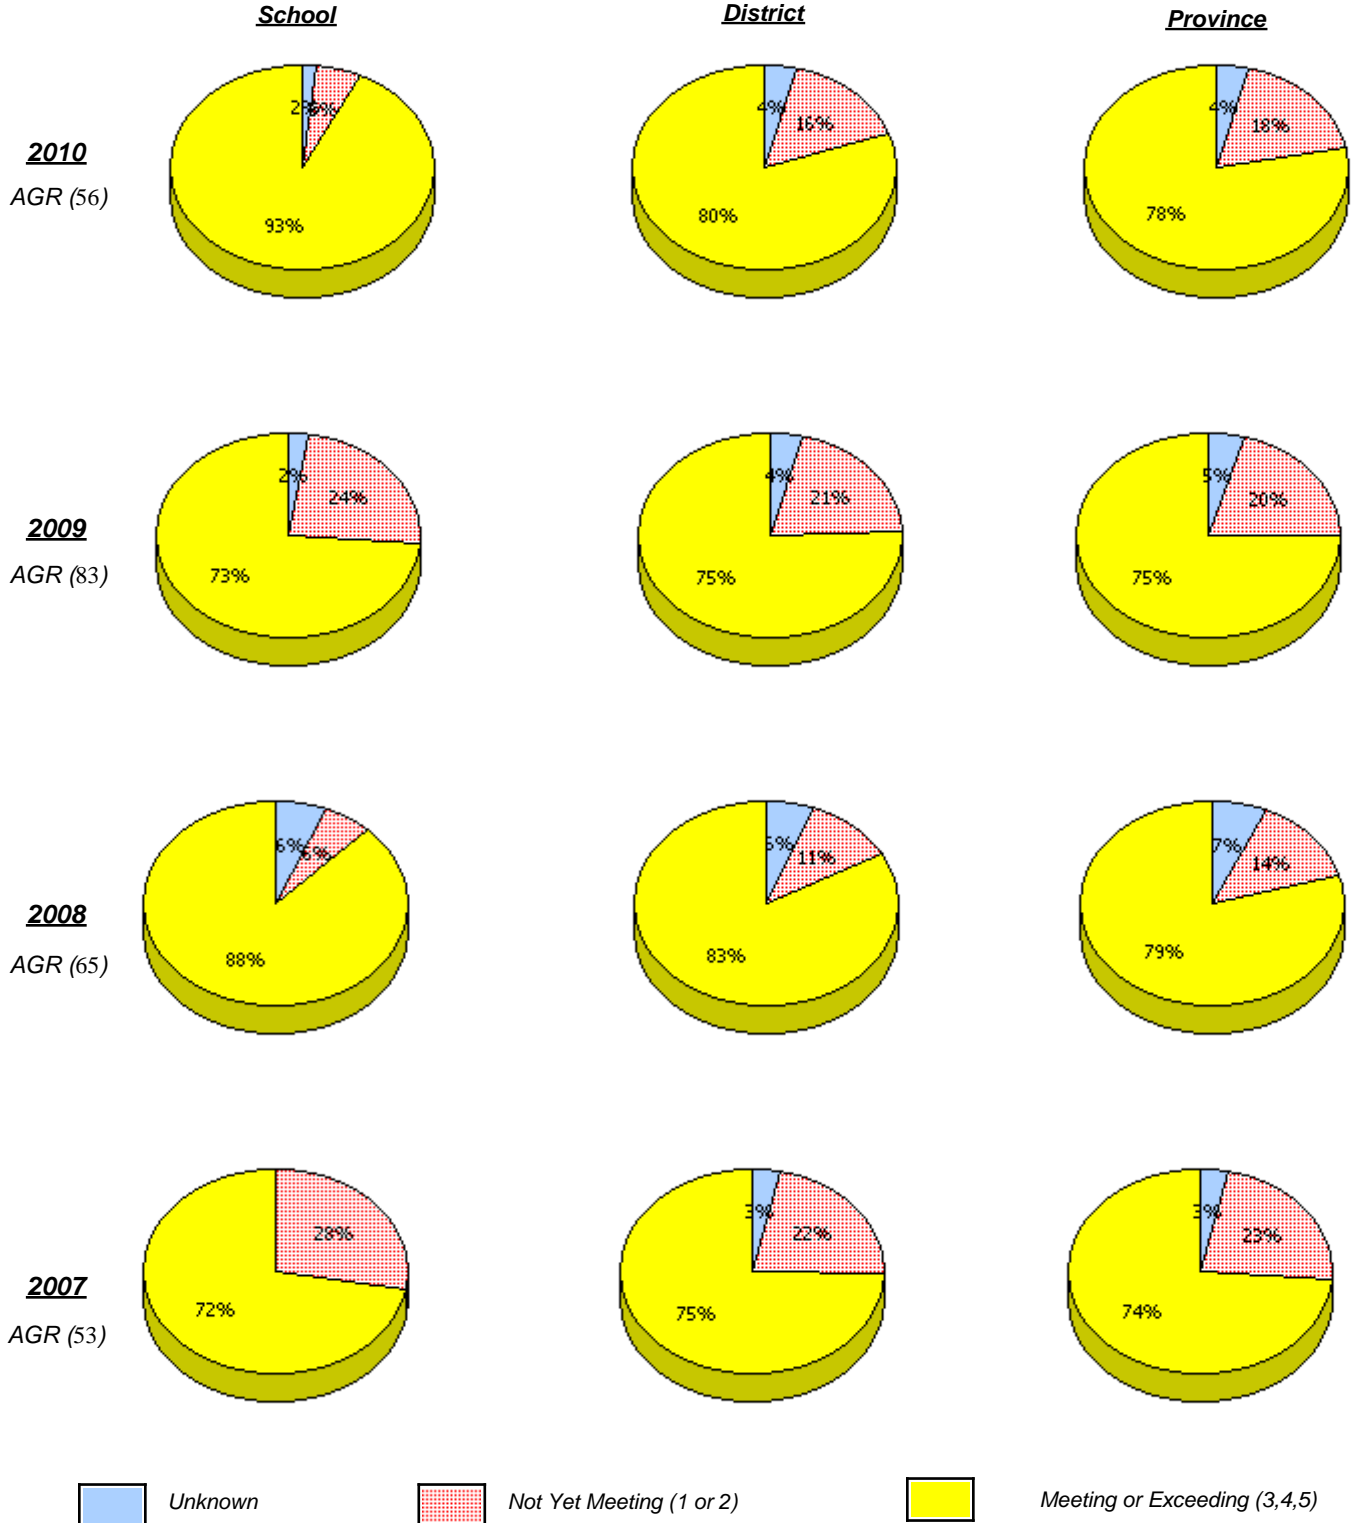 School District Province
2% 4% 4%
16% 18%
2010
AGR (56)
93% 80% 78%
2% 4% 5%
24% 21% 20%
2009
AGR (83)
73% 75% 75%
6% 6% 11% 7% 14%
2008
AGR (65)
88% 83% 79%
3% 3%
28% 22% 23%
2007
AGR (53)
72% 75% 74%
Unknown Not Yet Meeting (1 or 2) Meeting or Exceeding (3,4,5)